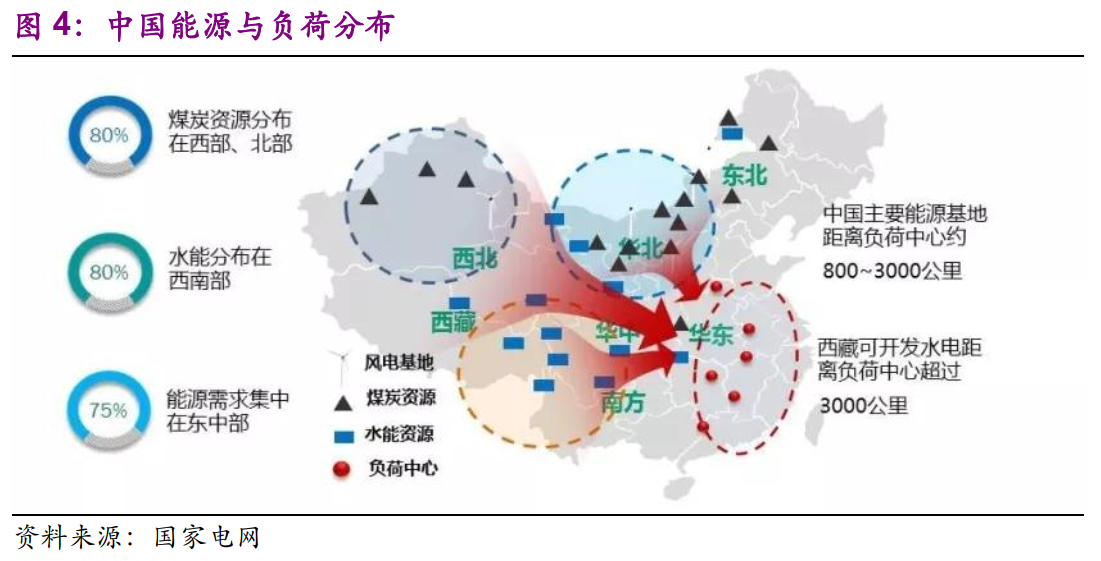 图 4：中国能源与负荷分布
80%
煤炭资源分布
在西部、北部
80%
水能分布在
西南部
75%
能源需求集中
在东中部
东北
华北
西北
西藏
华中
华东
南方
风电基地
煤炭资源
水能资源
负荷中心
中国主要能源基地
距离负荷中心约
800~3000公里
西藏可开发水电距
离负荷中心超过
3000公里
资料来源：国家电网